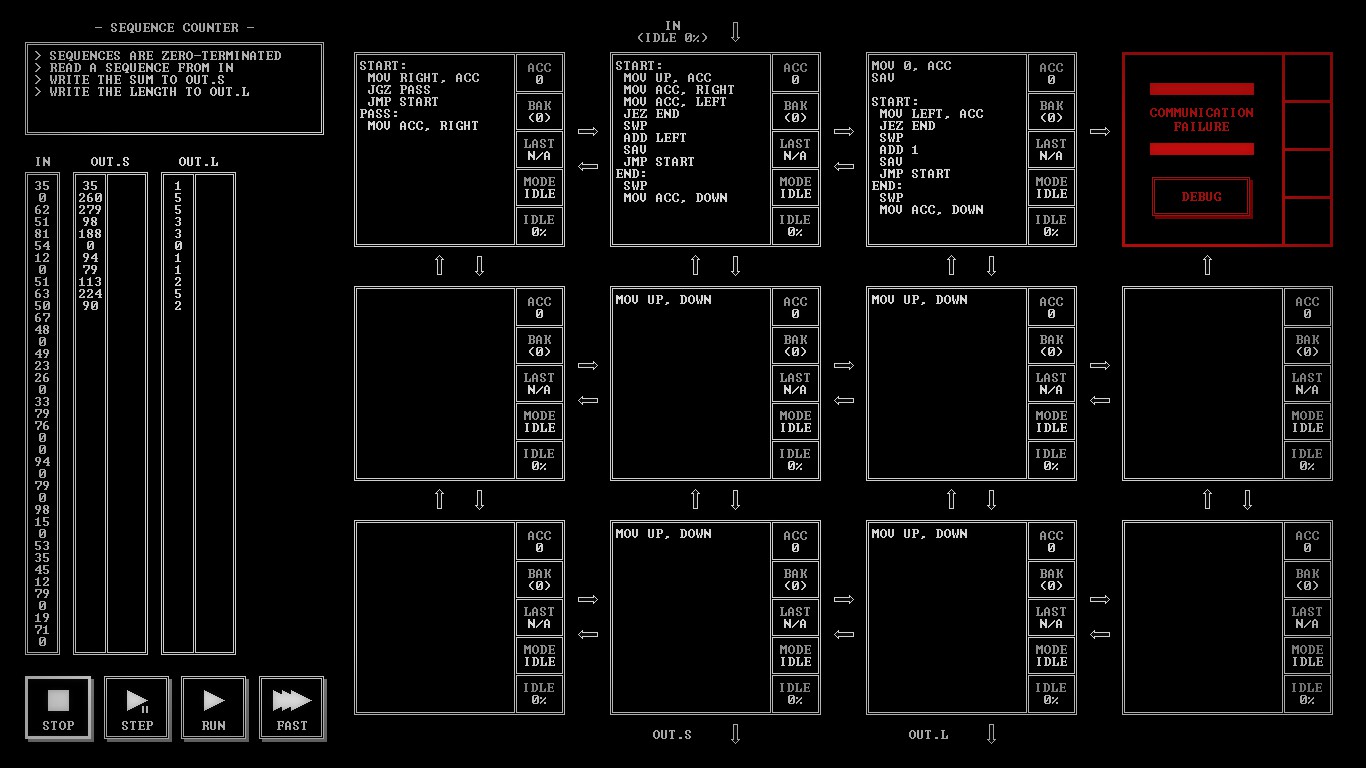 - SEQUENCE COUNTER -
> SEQUENCES ARE ZERO-TERMINATED
> READ A SEQUENCE FROM IN
> WRITE THE SUM TO OUT.S
> WRITE THE LENGTH TO OUT.L
IN OUT.S OUT.L
35 35 1
0 260 5
62 279 5
51 98 3
81 188 3
54 0 0
12 94 1
0 79 1
51 113 2
63 224 5
50 90 2
67
48
0
49
23
26
0
33
79
76
0
0
94
0
79
0
98
15
0
53
35
45
12
79
0
19
71
0
STOP
STEP
RUN
FAST
IN
(IDLE 0%)
START:
MOV RIGHT, ACC
JGZ PASS
JMP START
PASS:
MOV ACC, RIGHT
ACC
0
BAK
(0)
LAST
N/A
MODE
IDLE
IDLE
0%
START:
MOV UP, ACC
MOV ACC, RIGHT
MOV ACC, LEFT
JEZ END
SWP
ADD LEFT
SAV
JMP START
END:
SWP
MOV ACC, DOWN
ACC
0
BAK
(0)
LAST
N/A
MODE
IDLE
IDLE
0%
MOV 0, ACC
SAV
START:
MOV LEFT, ACC
JEZ END
SWP
ADD 1
SAV
JMP START
END:
SWP
MOV ACC, DOWN
ACC
0
BAK
(0)
LAST
N/A
MODE
IDLE
IDLE
0%
COMMUNICATION
FAILURE
DEBUG
ACC
0
BAK
(0)
LAST
N/A
MODE
IDLE
IDLE
0%
MOV UP, DOWN
ACC
0
BAK
(0)
LAST
N/A
MODE
IDLE
IDLE
0%
MOV UP, DOWN
ACC
0
BAK
(0)
LAST
N/A
MODE
IDLE
IDLE
0%
ACC
0
BAK
(0)
LAST
N/A
MODE
IDLE
IDLE
0%
ACC
0
BAK
(0)
LAST
N/A
MODE
IDLE
IDLE
0%
MOV UP, DOWN
ACC
0
BAK
(0)
LAST
N/A
MODE
IDLE
IDLE
0%
MOV UP, DOWN
ACC
0
BAK
(0)
LAST
N/A
MODE
IDLE
IDLE
0%
ACC
0
BAK
(0)
LAST
N/A
MODE
IDLE
IDLE
0%
OUT.S
OUT.L